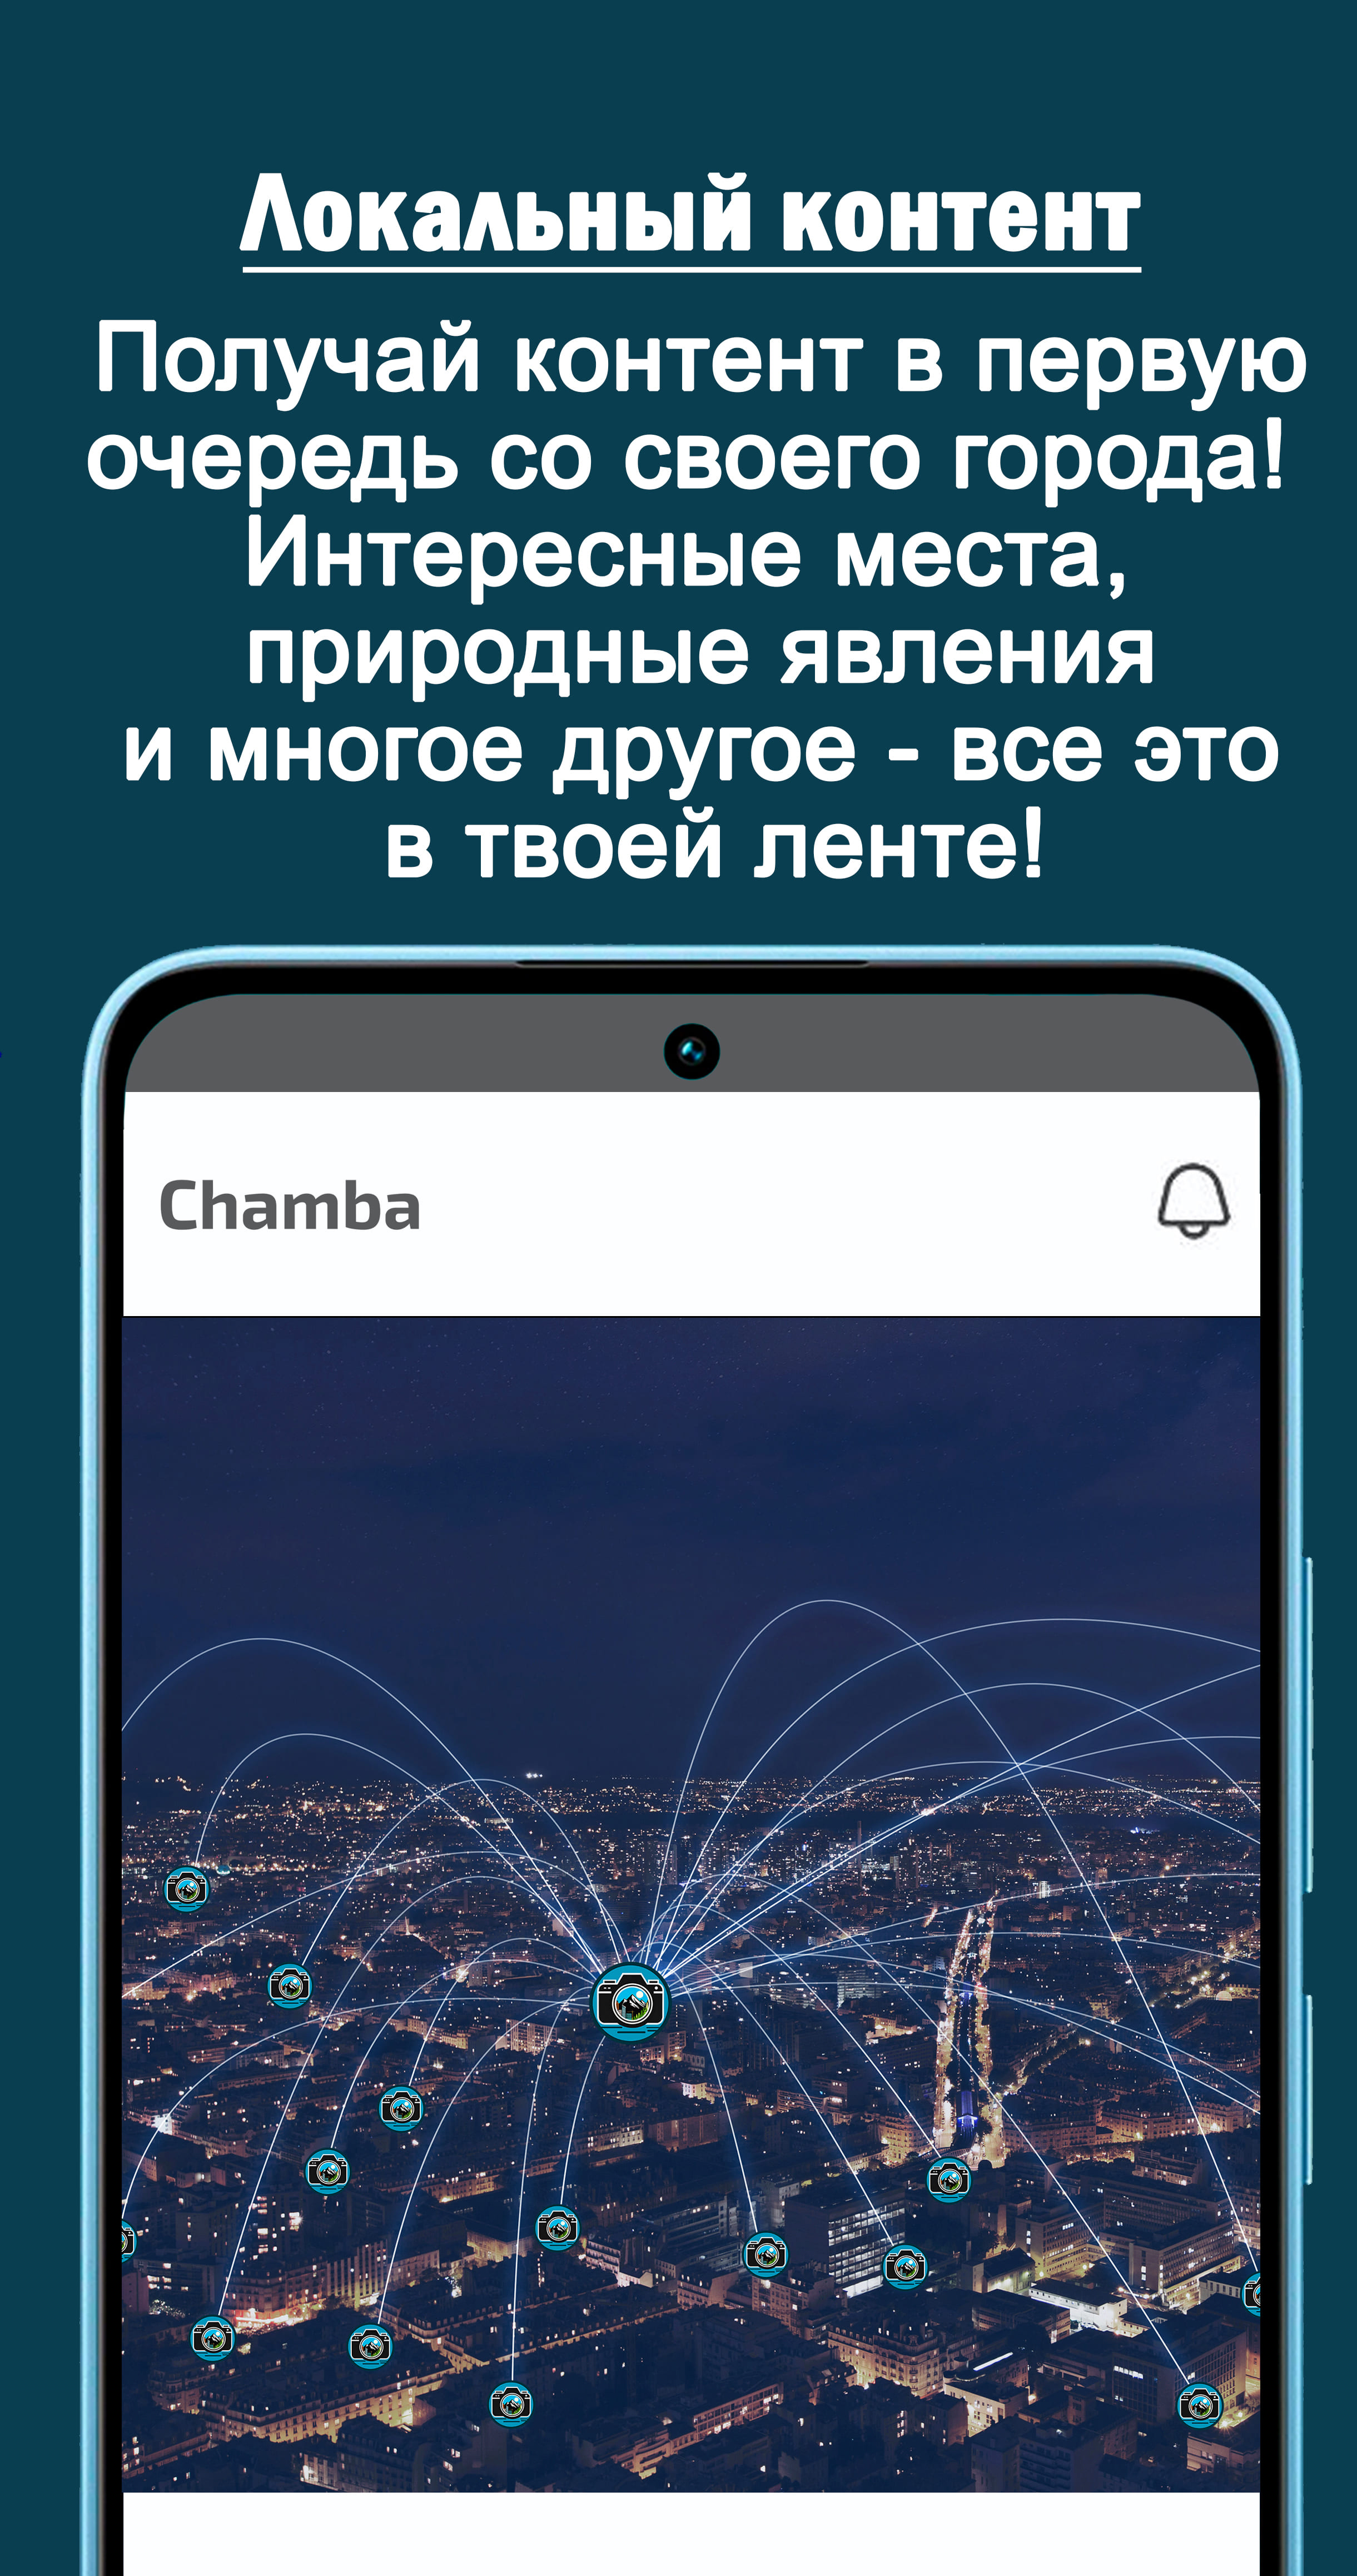 Локальный контент
Получай контент в первую
очередь со своего города!
Интересные места,
природные явления
и многое другое - все это
в твоей ленте!
Chamba